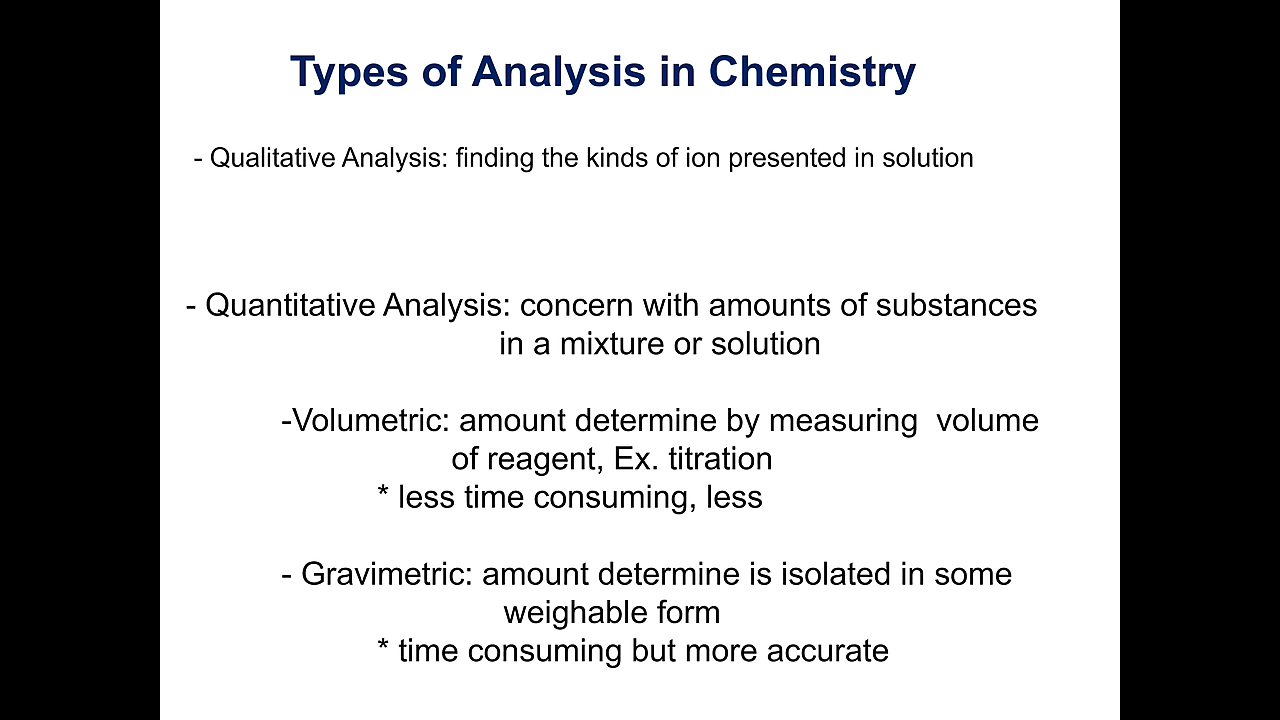 Types of Analysis in Chemistry
- Qualitative Analysis: finding the kinds of ion presented in solution
- Quantitative Analysis: concern with amounts of substances
in a mixture or solution
-Volumetric: amount determine by measuring  volume
of reagent, Ex. titration
* less time consuming, less
- Gravimetric: amount determine is isolated in some
weighable form
* time consuming but more accurate